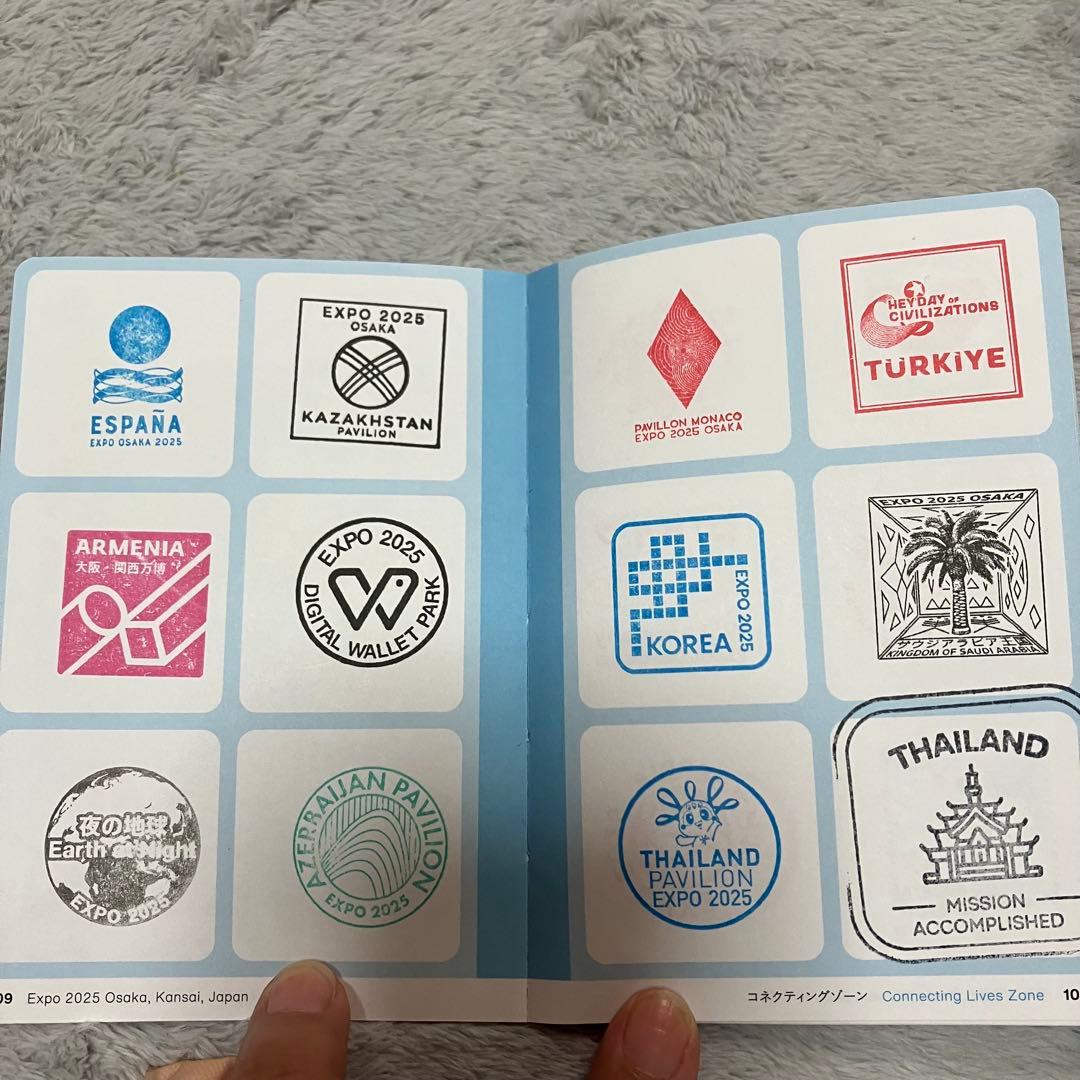 ESPAÑA
EXPO OSAKA 2025
EXPO 2025
OSAKA
KAZAKHSTAN
PAVILION
ARMENIA
大阪・関西万博
EXPO 2025
DIGITAL WALLET PARK
夜の地球
Earth at Night
EXPO 2025
AZERBAIJAN PAVILION
EXPO 2025
09 Expo 2025 Osaka, Kansai, Japan
PAVILLON MONACO
EXPO 2025 OSAKA
HEYDAY OF
CIVILIZATIONS
TÜRKİYE
KOREA
EXPO 2025
EXPO 2025 OSAKA
サウジアラビア王国
KINGDOM OF SAUDI ARABIA
THAILAND
PAVILION
EXPO 2025
THAILAND
MISSION
ACCOMPLISHED
コネクティングゾーン Connecting Lives Zone 10